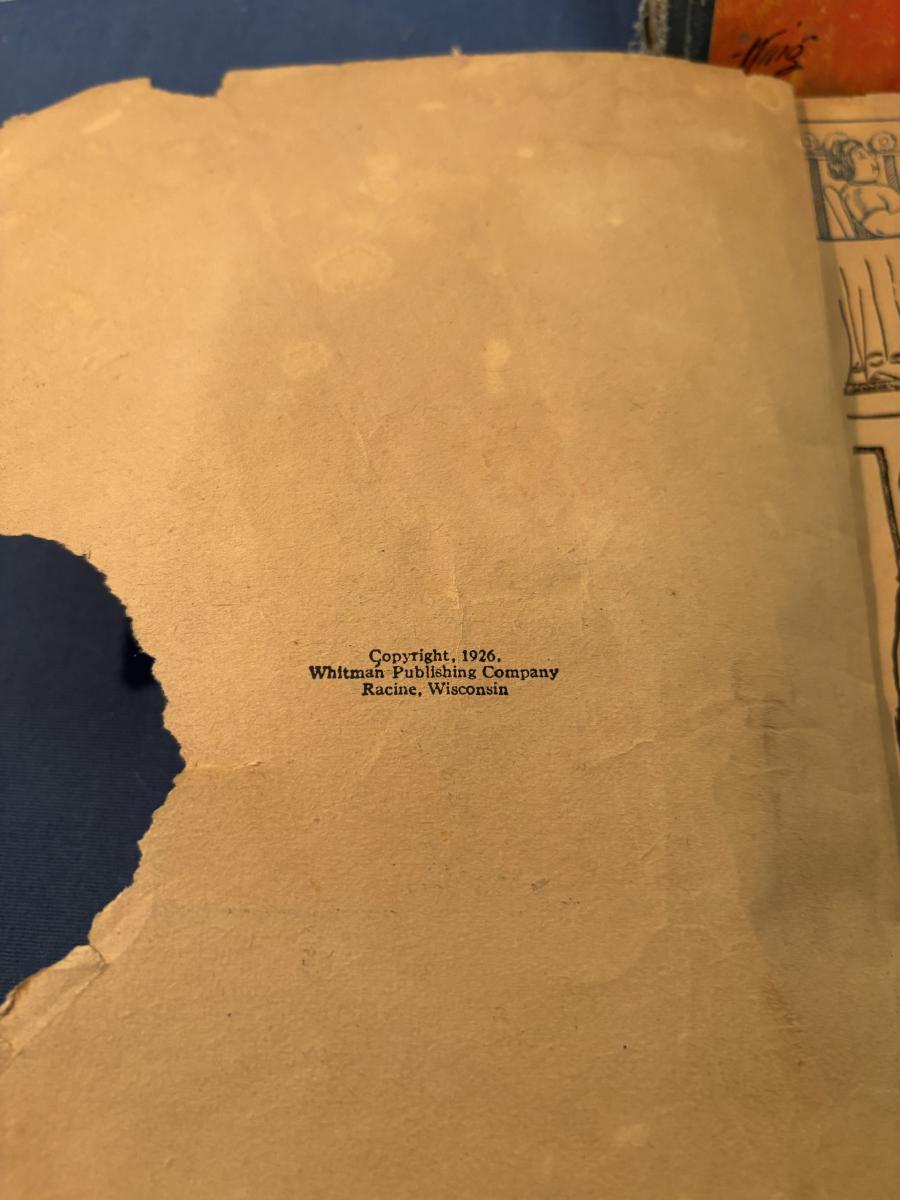 Copyright, 1926,
Whitman Publishing Company
Racine, Wisconsin